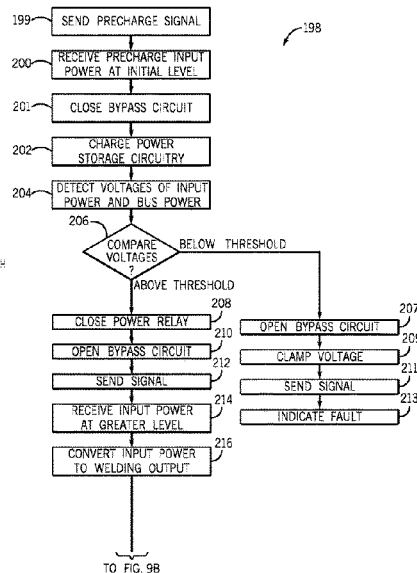 198
199
SEND PRECHARGE SIGNAL
200
RECEIVE PRECHARGE INPUT
POWER AT INITIAL LEVEL
201
CLOSE BYPASS CIRCUIT
202
CHARGE POWER
STORAGE CIRCUITRY
204
DETECT VOLTAGES OF INPUT
POWER AND BUS POWER
206
COMPARE
VOLTAGES
?
BELOW THRESHOLD
ABOVE THRESHOLD
208
CLOSE POWER RELAY
210
OPEN BYPASS CIRCUIT
212
SEND SIGNAL
214
RECEIVE INPUT POWER
AT GREATER LEVEL
216
CONVERT INPUT POWER
TO WELDING OUTPUT
207
OPEN BYPASS CIRCUIT
209
CLAMP VOLTAGE
211
SEND SIGNAL
213
INDICATE FAULT
TO FIG. 9B